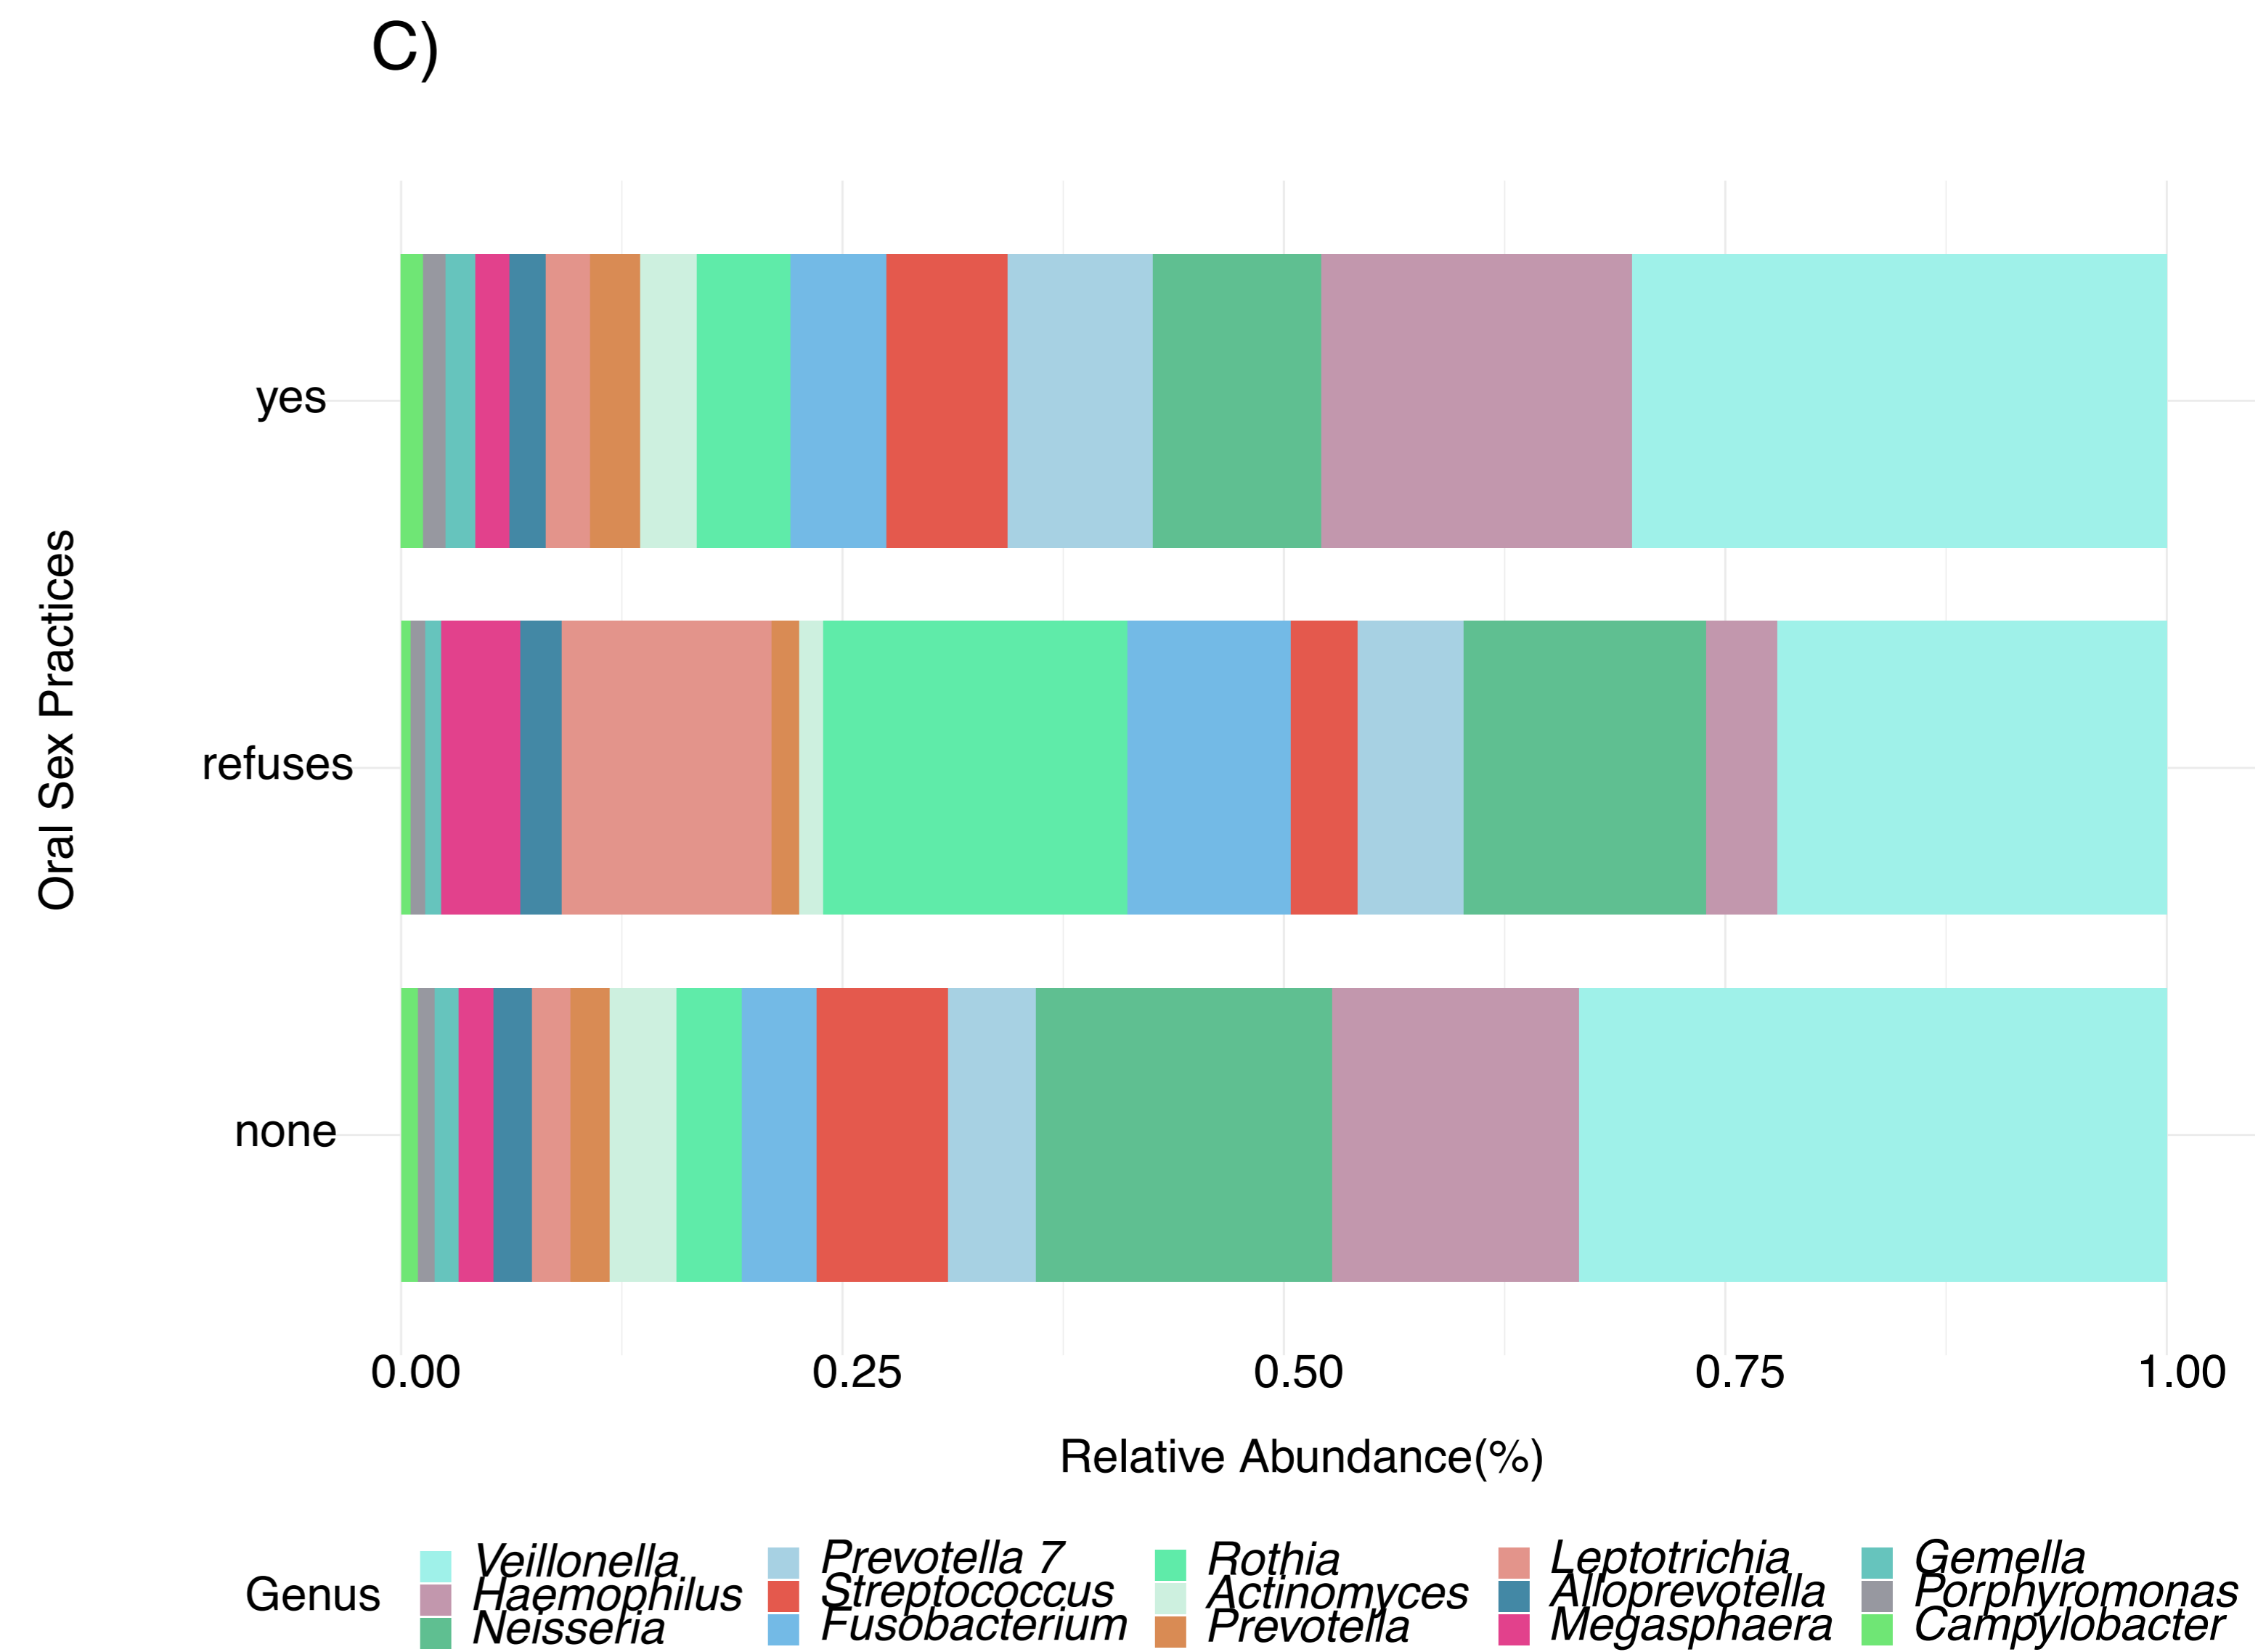 C)
Oral Sex Practices
yes
refuses
none
0.00 0.25 0.50 0.75 1.00
Relative Abundance(%)
Genus
Veillonella
Haemophilus
Neisseria
Prevotella 7
Streptococcus
Fusobacterium
Rothia
Actinomyces
Prevotella
Leptotrichia
Alloprevotella
Megasphaera
Gemella
Porphyromonas
Campylobacter